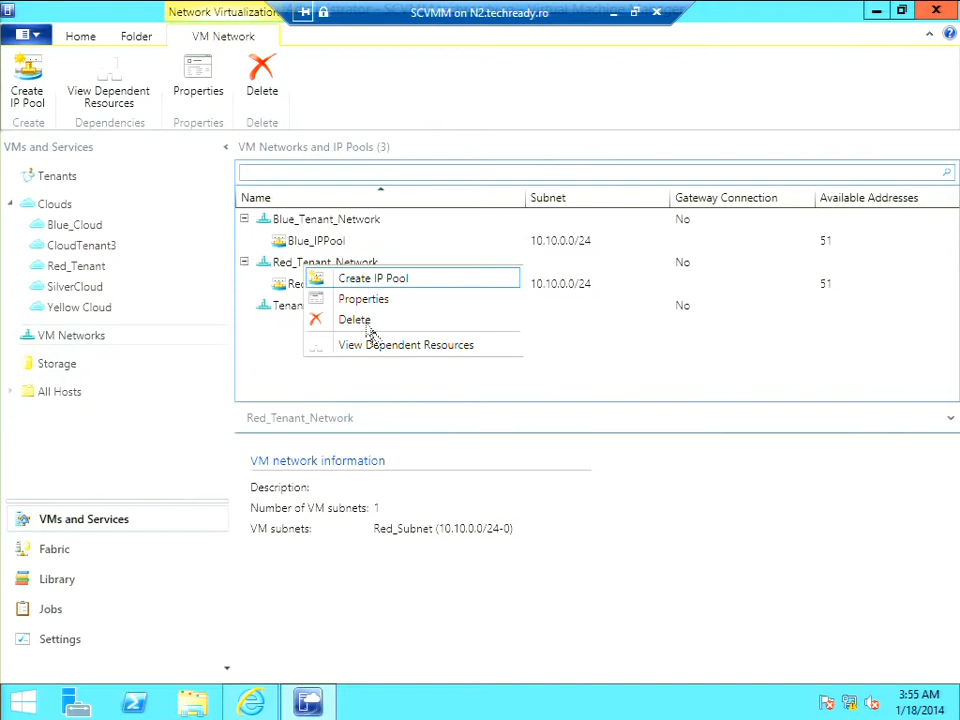 Network Virtualization
SCVMM on N2.techready.ro
Home
Folder
VM Network
Create
IP Pool
View Dependent
Resources
Properties
Delete
Create
Dependencies
Properties
Delete
VMs and Services
Tenants
Clouds
Blue_Cloud
CloudTenant3
Red_Tenant
SilverCloud
Yellow Cloud
VM Networks
Storage
All Hosts
VM Networks and IP Pools (3)
Name Subnet Gateway Connection Available Addresses
Blue_Tenant_Network No
Blue_IPPool 10.10.0.0/24 51
Red_Tenant_Network No
10.10.0.0/24 51
No
Create IP Pool
Properties
Delete
View Dependent Resources
Red_Tenant_Network
VM network information
Description:
Number of VM subnets: 1
VM subnets: Red_Subnet (10.10.0.0/24-0)
VMs and Services
Fabric
Library
Jobs
Settings
3:55 AM
1/18/2014